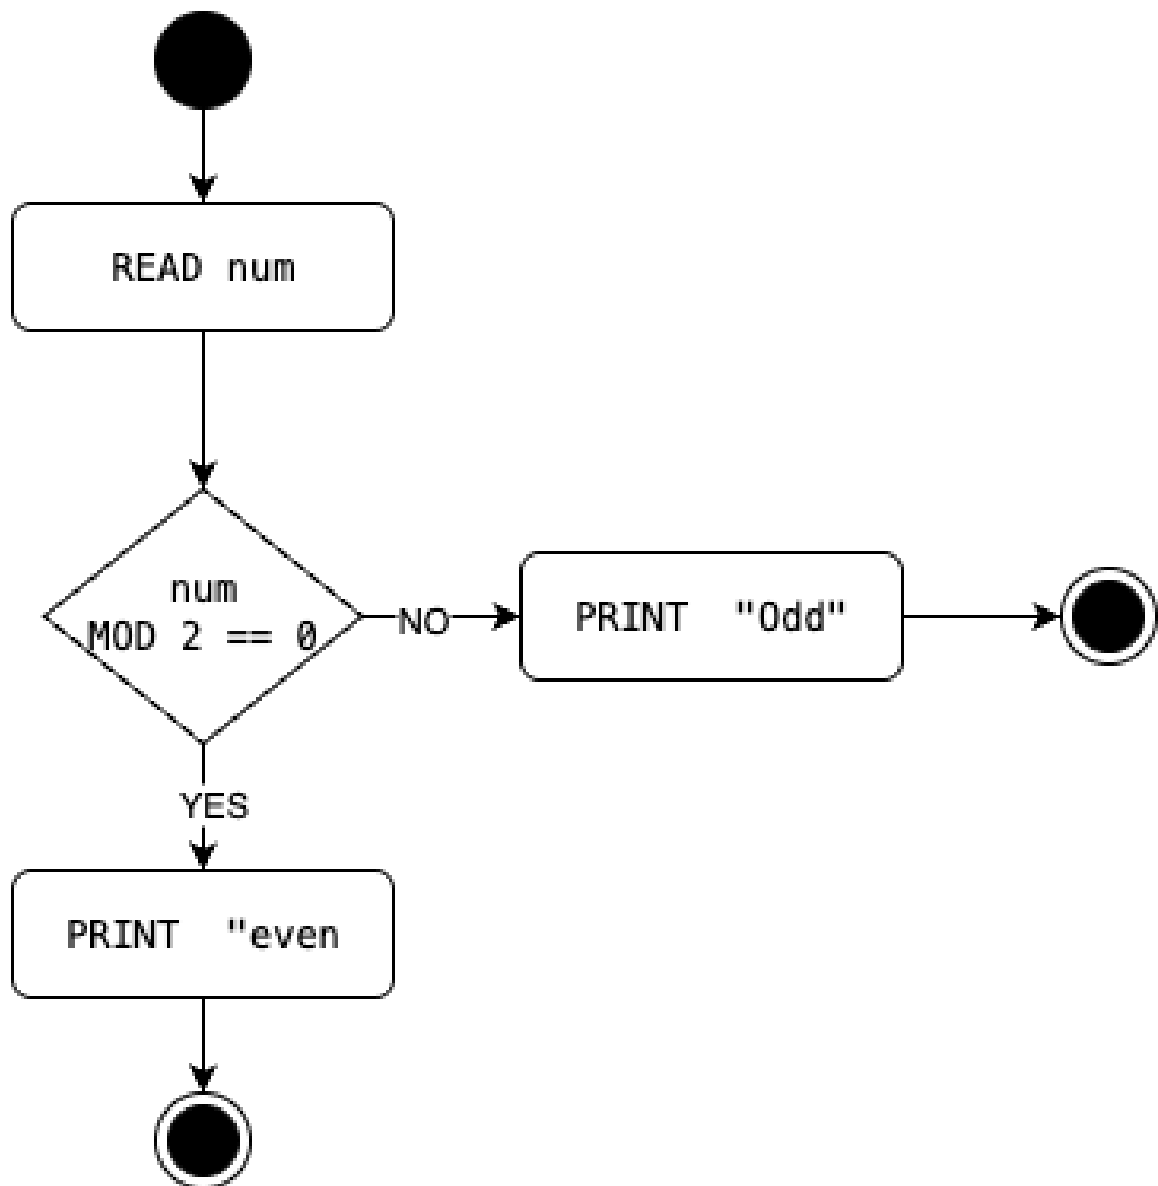 READ num
num
MOD 2 == 0
NO
PRINT  "Odd"
YES
PRINT  "even